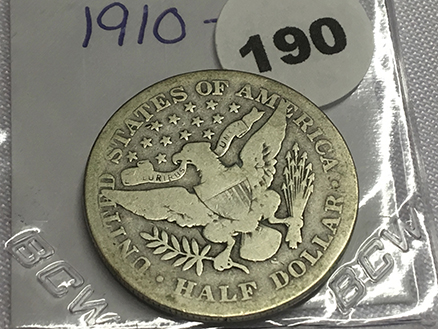 1910-
190
UNITED STATES OF AMERICA
HALF DOLLAR
S
BCW
BCW